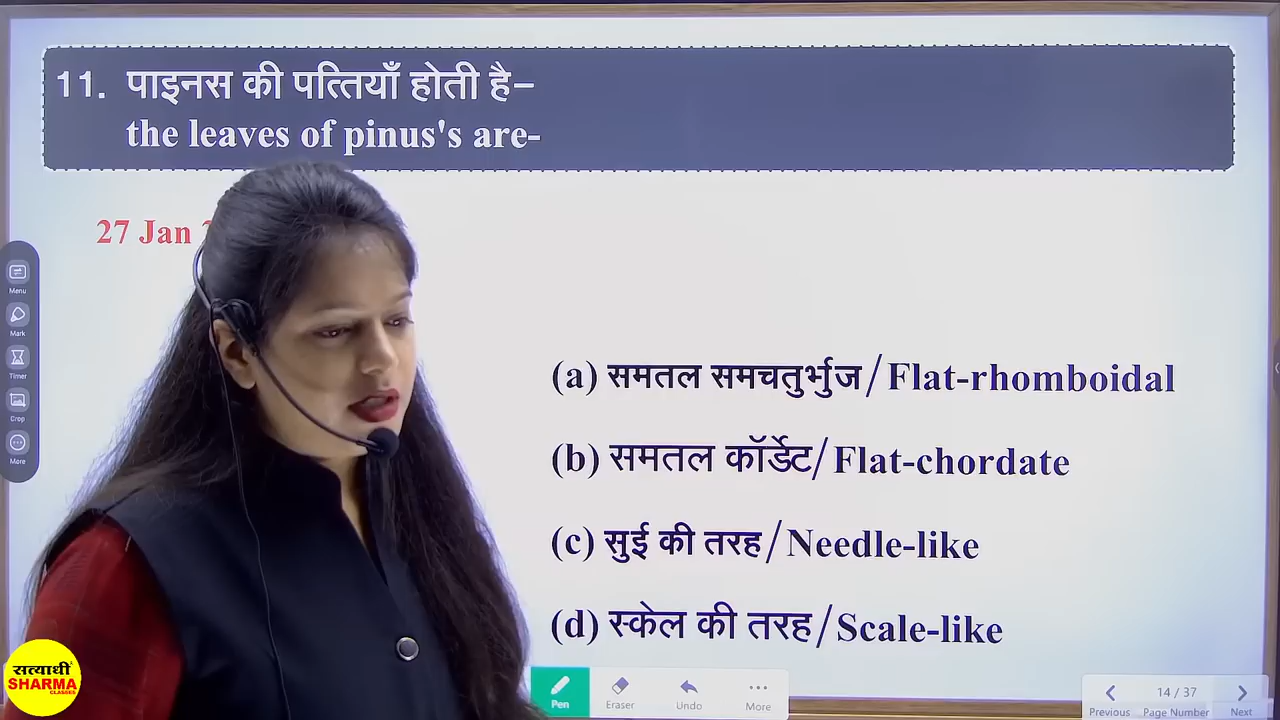 11. पाइनस की पत्तियाँ होती है–
the leaves of pinus's are-
27 Jan
(a) समतल समचतुर्भुज/Flat-rhomboidal
(b) समतल कॉर्डेट/Flat-chordate
(c) सुई की तरह/Needle-like
(d) स्केल की तरह/Scale-like
Menu
Mark
Timer
Crop
More
सत्यार्थी
SHARMA
CLASSES
Pen
Eraser
Undo
More
Previous
14 / 37
Page Number
Next